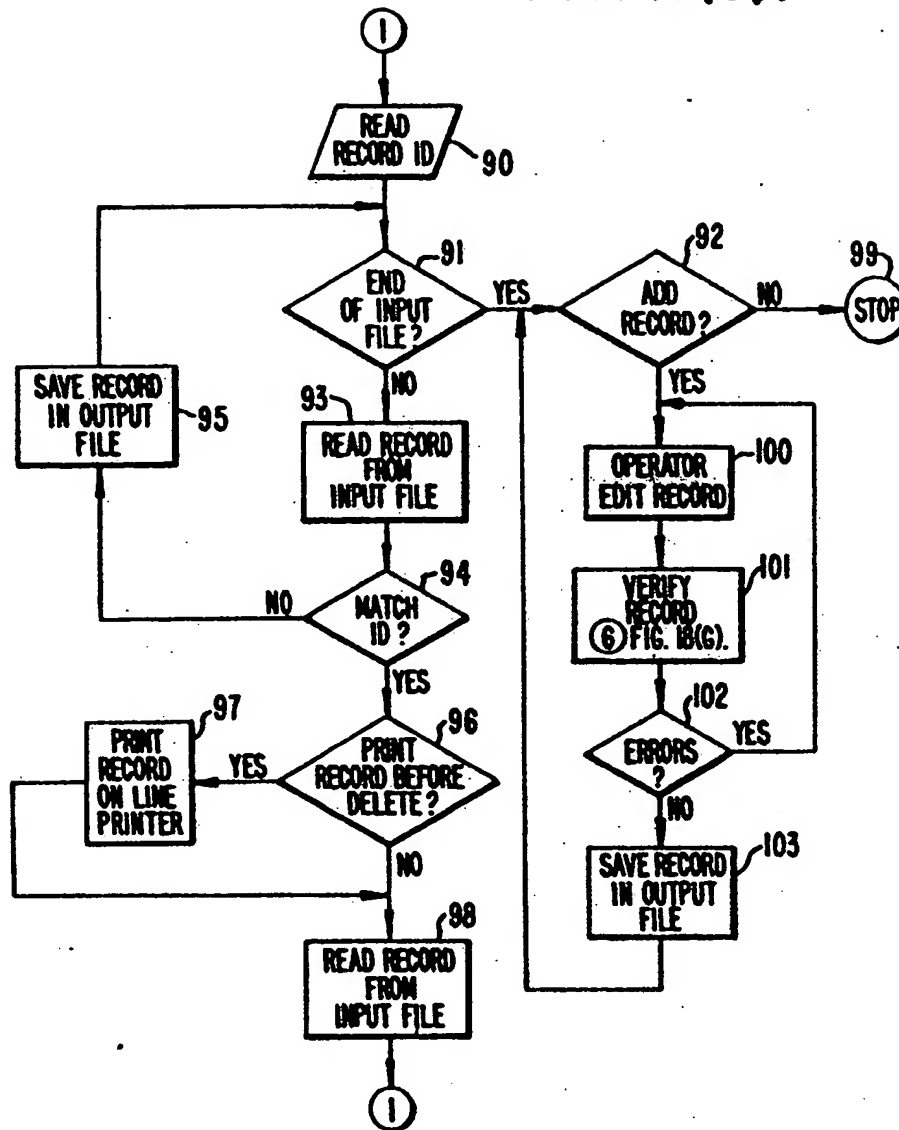 1
READ
RECORD ID
90
91
END
OF INPUT
FILE?
YES
NO
92
ADD
RECORD?
NO
YES
99
STOP
SAVE RECORD
IN OUTPUT
FILE
95
93
READ RECORD
FROM
INPUT FILE
94
MATCH
ID?
NO
YES
100
OPERATOR
EDIT RECORD
101
VERIFY
RECORD
6 FIG. 18(G).
102
ERRORS
?
YES
NO
97
PRINT
RECORD
ON LINE
PRINTER
96
PRINT
RECORD BEFORE
DELETE?
YES
NO
103
SAVE RECORD
IN OUTPUT
FILE
98
READ RECORD
FROM
INPUT FILE
1